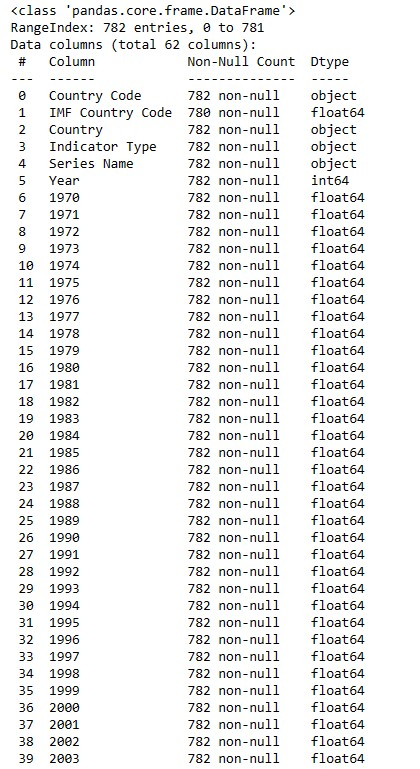 <class 'pandas.core.frame.DataFrame'>
RangeIndex: 782 entries, 0 to 781
Data columns (total 62 columns):
 #   Column            Non-Null Count  Dtype
---  ------            --------------  -----
 0   Country Code      782 non-null    object
 1   IMF Country Code  780 non-null    float64
 2   Country           782 non-null    object
 3   Indicator Type    782 non-null    object
 4   Series Name       782 non-null    object
 5   Year              782 non-null    int64
 6   1970              782 non-null    float64
 7   1971              782 non-null    float64
 8   1972              782 non-null    float64
 9   1973              782 non-null    float64
 10  1974              782 non-null    float64
 11  1975              782 non-null    float64
 12  1976              782 non-null    float64
 13  1977              782 non-null    float64
 14  1978              782 non-null    float64
 15  1979              782 non-null    float64
 16  1980              782 non-null    float64
 17  1981              782 non-null    float64
 18  1982              782 non-null    float64
 19  1983              782 non-null    float64
 20  1984              782 non-null    float64
 21  1985              782 non-null    float64
 22  1986              782 non-null    float64
 23  1987              782 non-null    float64
 24  1988              782 non-null    float64
 25  1989              782 non-null    float64
 26  1990              782 non-null    float64
 27  1991              782 non-null    float64
 28  1992              782 non-null    float64
 29  1993              782 non-null    float64
 30  1994              782 non-null    float64
 31  1995              782 non-null    float64
 32  1996              782 non-null    float64
 33  1997              782 non-null    float64
 34  1998              782 non-null    float64
 35  1999              782 non-null    float64
 36  2000              782 non-null    float64
 37  2001              782 non-null    float64
 38  2002              782 non-null    float64
 39  2003              782 non-null    float64